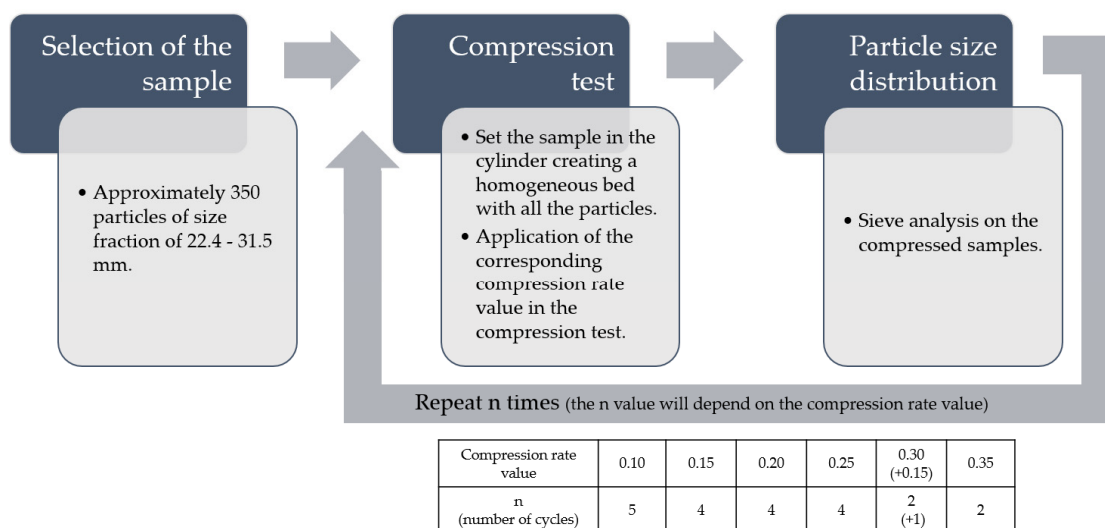 Selection of the
sample
Compression
test
Particle size
distribution
• Approximately 350
particles of size
fraction of 22.4 - 31.5
mm.
• Set the sample in the
cylinder creating a
homogeneous bed
with all the particles.
• Application of the
corresponding
compression rate
value in the
compression test.
• Sieve analysis on the
compressed samples.
Repeat n times (the n value will depend on the compression rate value)
Compression rate
value
0.10
0.15
0.20
0.25
0.30
(+0.15)
0.35
n
(number of cycles)
5
4
4
4
2
(+1)
2